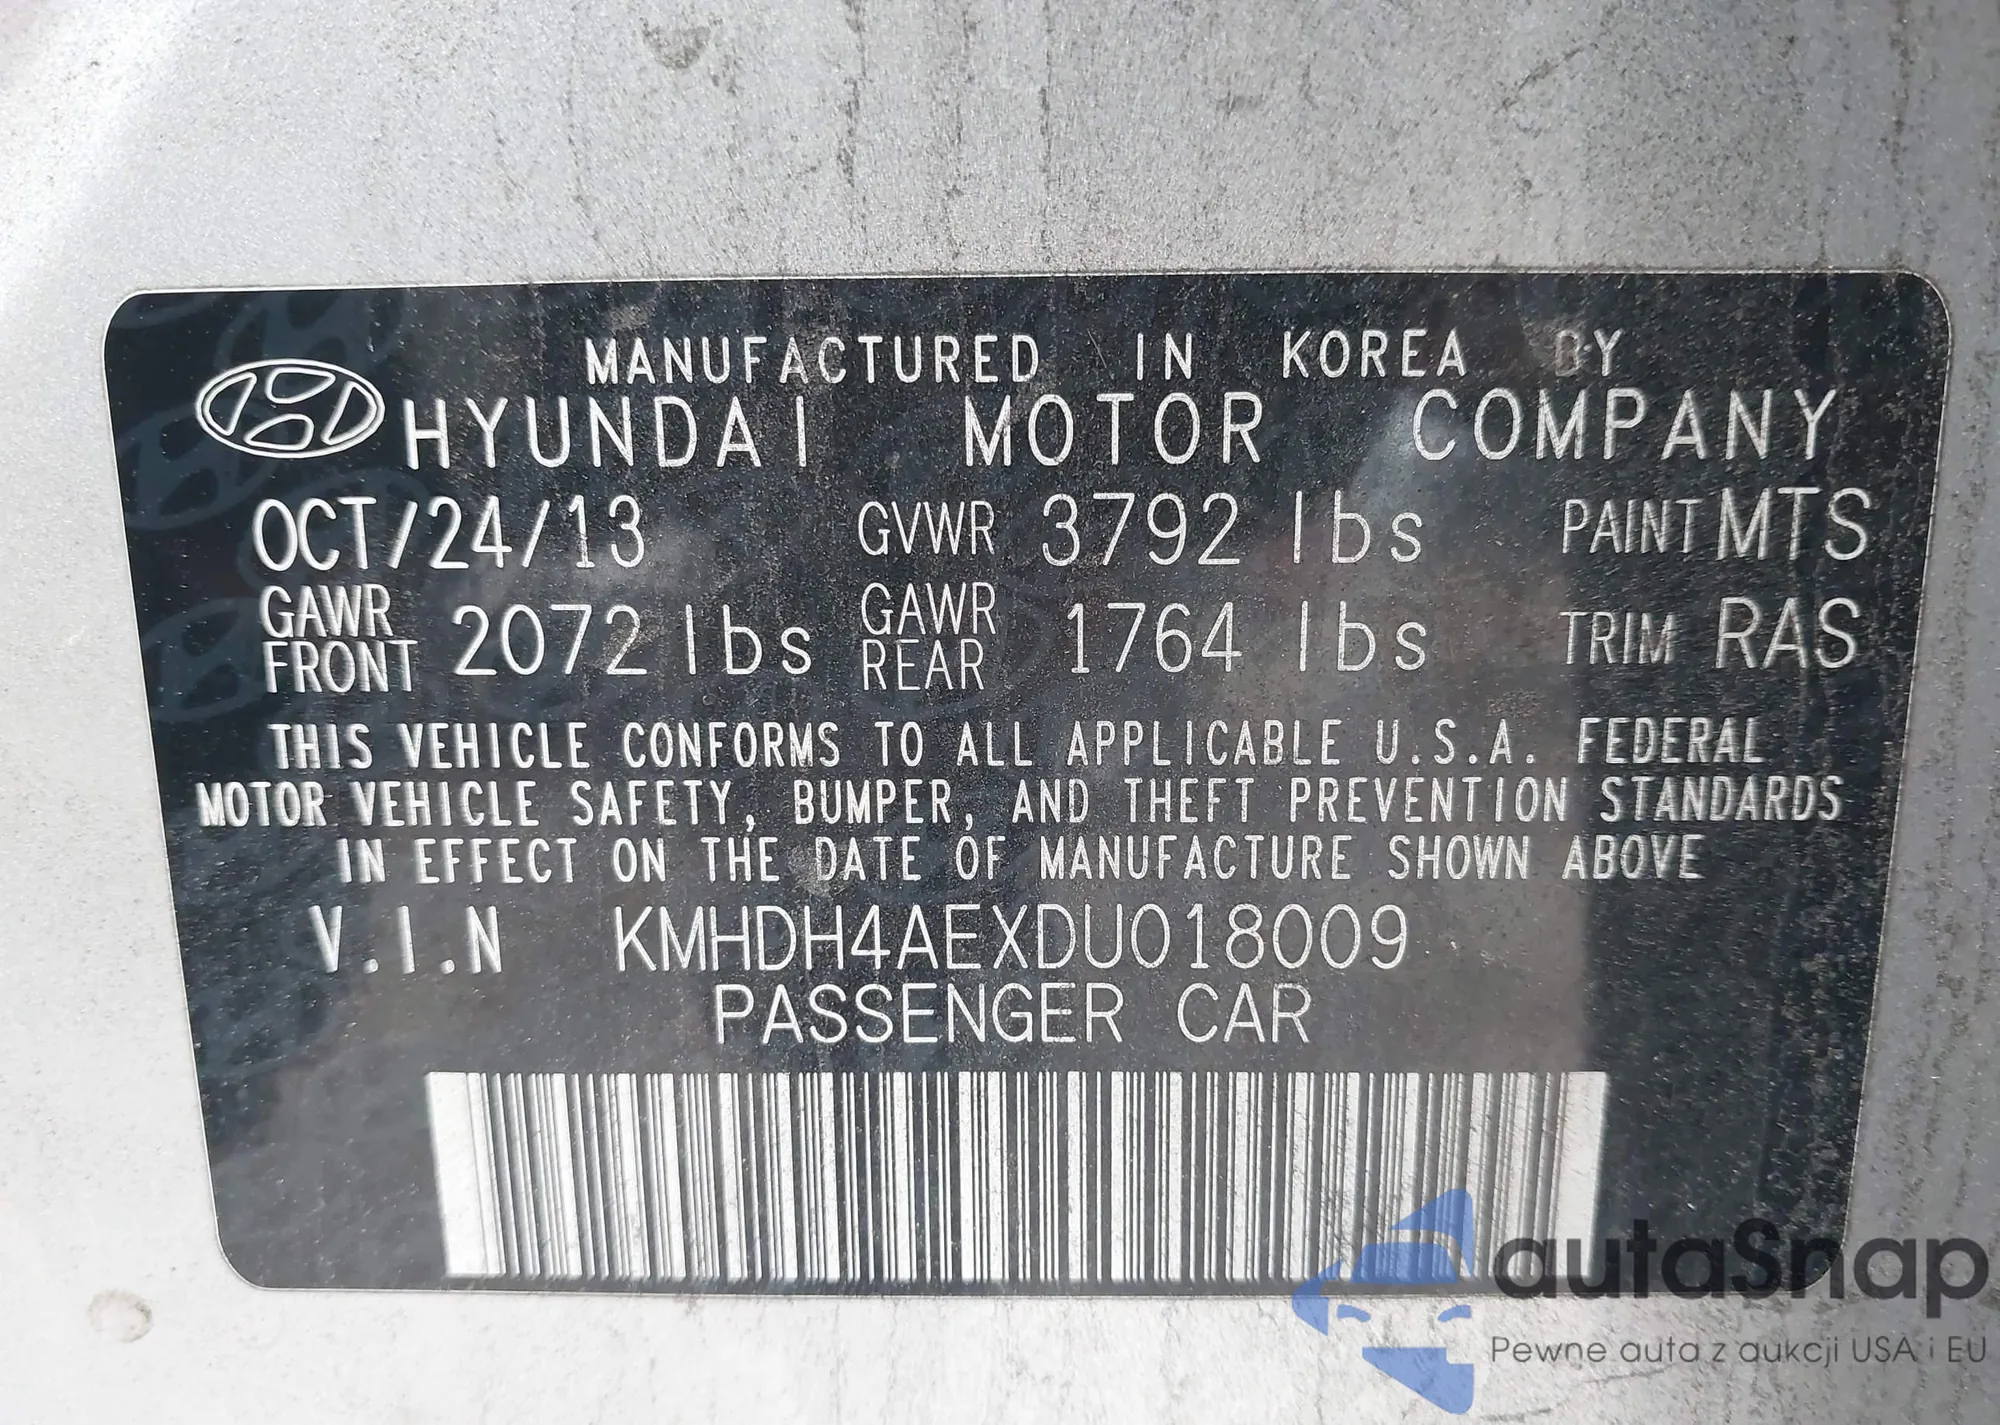 MANUFACTURED IN KOREA BY
HYUNDAI MOTOR COMPANY
OCT/24/13 GVWR 3792 lbs PAINT MTS
GAWR FRONT 2072 lbs GAWR REAR 1764 lbs TRIM RAS
THIS VEHICLE CONFORMS TO ALL APPLICABLE U.S.A. FEDERAL
MOTOR VEHICLE SAFETY, BUMPER, AND THEFT PREVENTION STANDARDS
IN EFFECT ON THE DATE OF MANUFACTURE SHOWN ABOVE
V.I.N KMHDH4AEXDU018009
PASSENGER CAR
autaSnap
Pewne auta z aukcji USA i EU